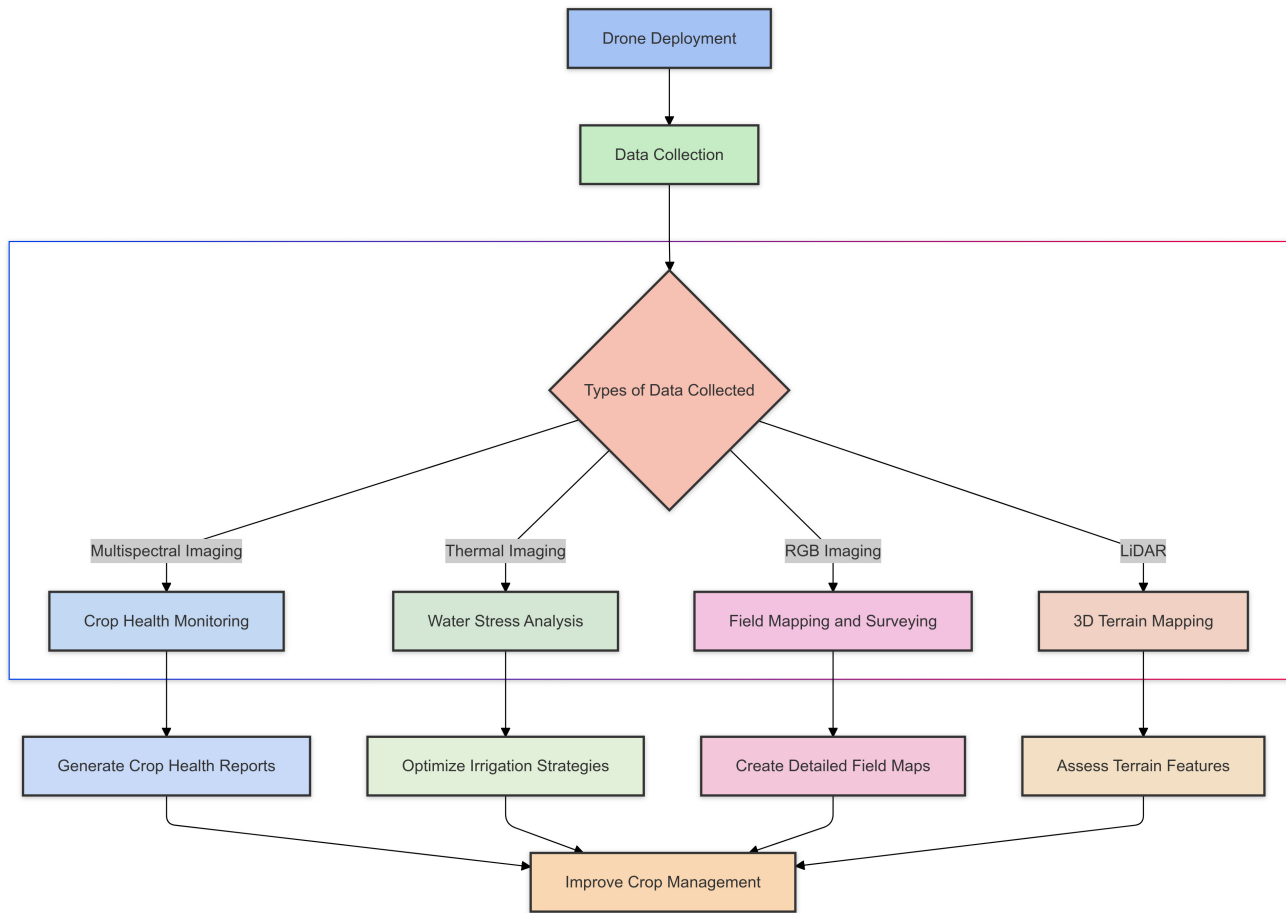 Drone Deployment
Data Collection
Types of Data Collected
Multispectral Imaging
Thermal Imaging
RGB Imaging
LiDAR
Crop Health Monitoring
Water Stress Analysis
Field Mapping and Surveying
3D Terrain Mapping
Generate Crop Health Reports
Optimize Irrigation Strategies
Create Detailed Field Maps
Assess Terrain Features
Improve Crop Management